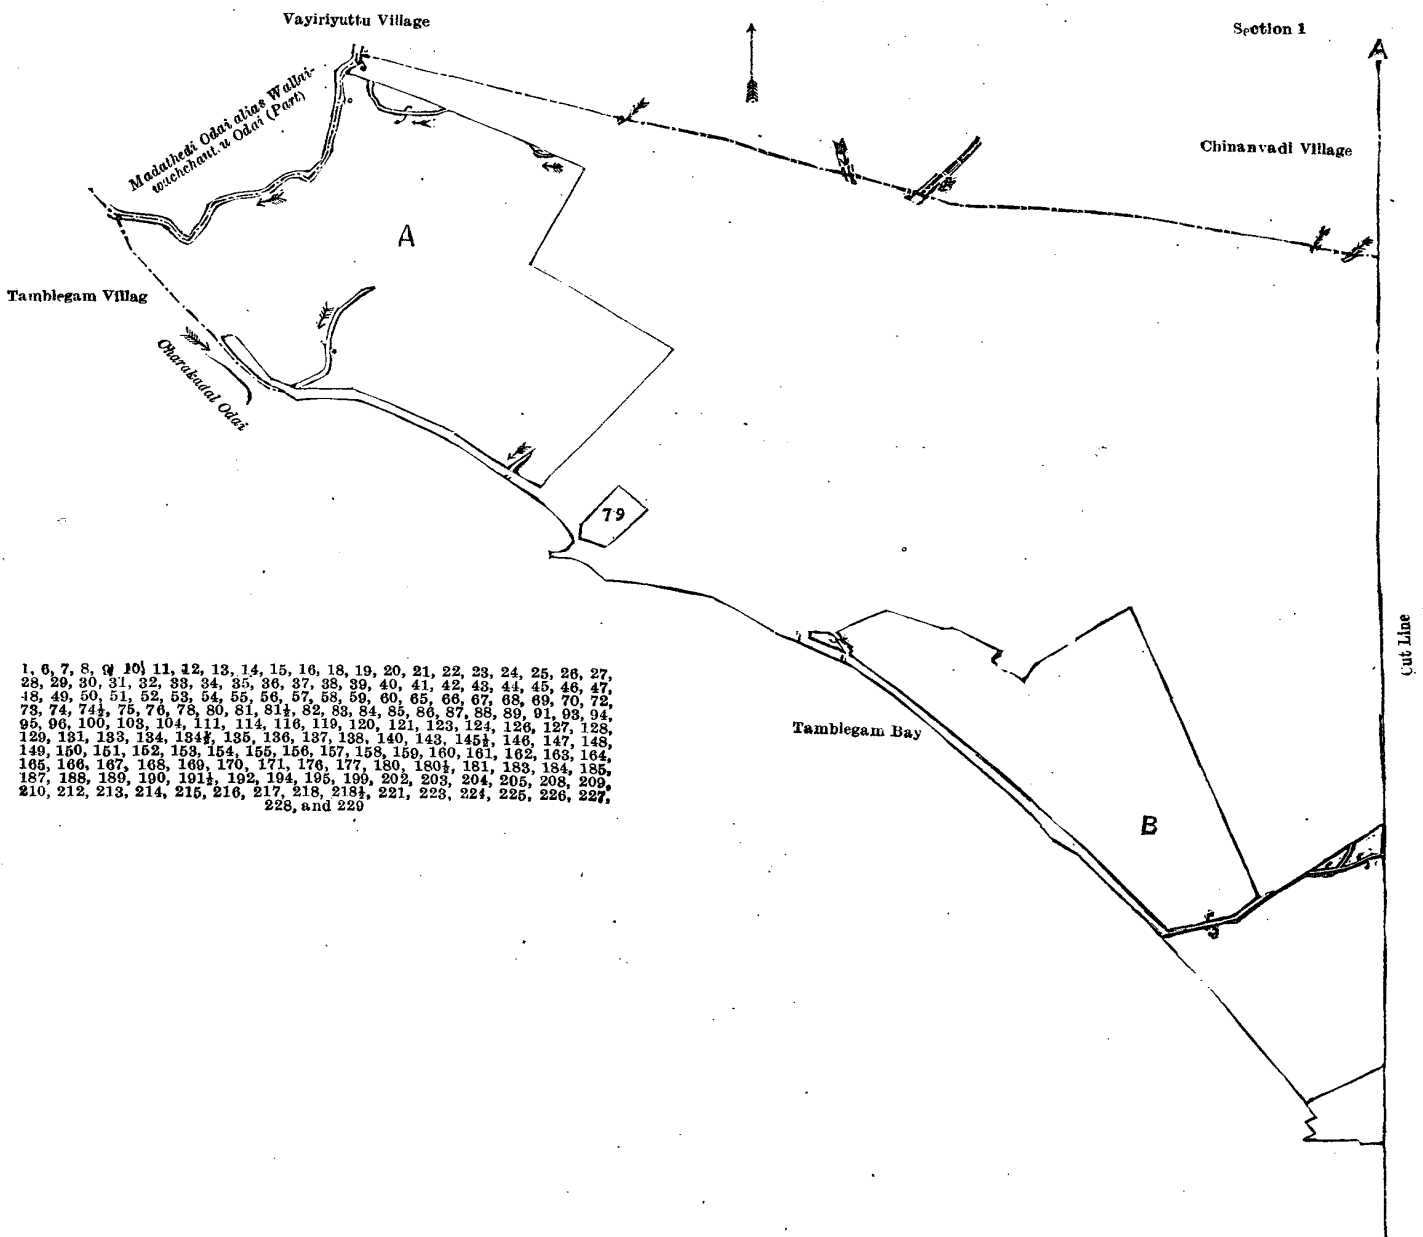 Vayiriyuttu Village
Section 1
A
Madathedi Odai alias Wallai-
wuchchant.u Odai (Part)
Chinanvadi Village
A
Tamblegam Villag
Oharakadal Odai
79
Cut Line
1, 6, 7, 8, 9, 10, 11, 12, 13, 14, 15, 16, 18, 19, 20, 21, 22, 23, 24, 25, 26, 27,
28, 29, 30, 31, 32, 33, 34, 35, 36, 37, 38, 39, 40, 41, 42, 43, 44, 45, 46, 47,
48, 49, 50, 51, 52, 53, 54, 55, 56, 57, 58, 59, 60, 65, 66, 67, 68, 69, 70, 72,
73, 74, 74½, 75, 76, 78, 80, 81, 81½, 82, 83, 84, 85, 86, 87, 88, 89, 91, 93, 94,
95, 96, 100, 103, 104, 111, 114, 116, 119, 120, 121, 123, 124, 126, 127, 128,
129, 131, 133, 134, 134½, 135, 136, 137, 138, 140, 143, 145½, 146, 147, 148,
149, 150, 151, 152, 153, 154, 155, 156, 157, 158, 159, 160, 161, 162, 163, 164,
165, 166, 167, 168, 169, 170, 171, 176, 177, 180, 180½, 181, 183, 184, 185,
187, 188, 189, 190, 191½, 192, 194, 195, 199, 202, 203, 204, 205, 208, 209,
210, 212, 213, 214, 215, 216, 217, 218, 218½, 221, 223, 224, 225, 226, 227,
228, and 229
Tamblegam Bay
B